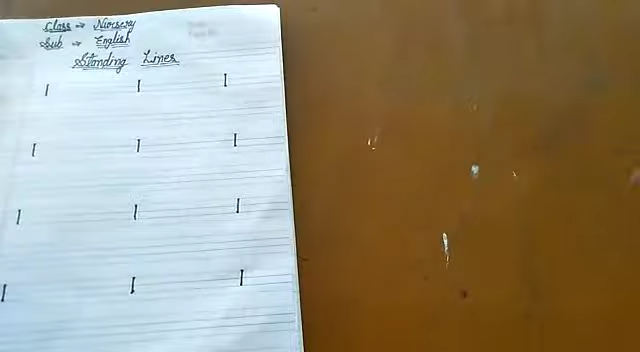 Class → Nursery
Sub → English
Standing Lines
| | |
| | |
| | |
| | |